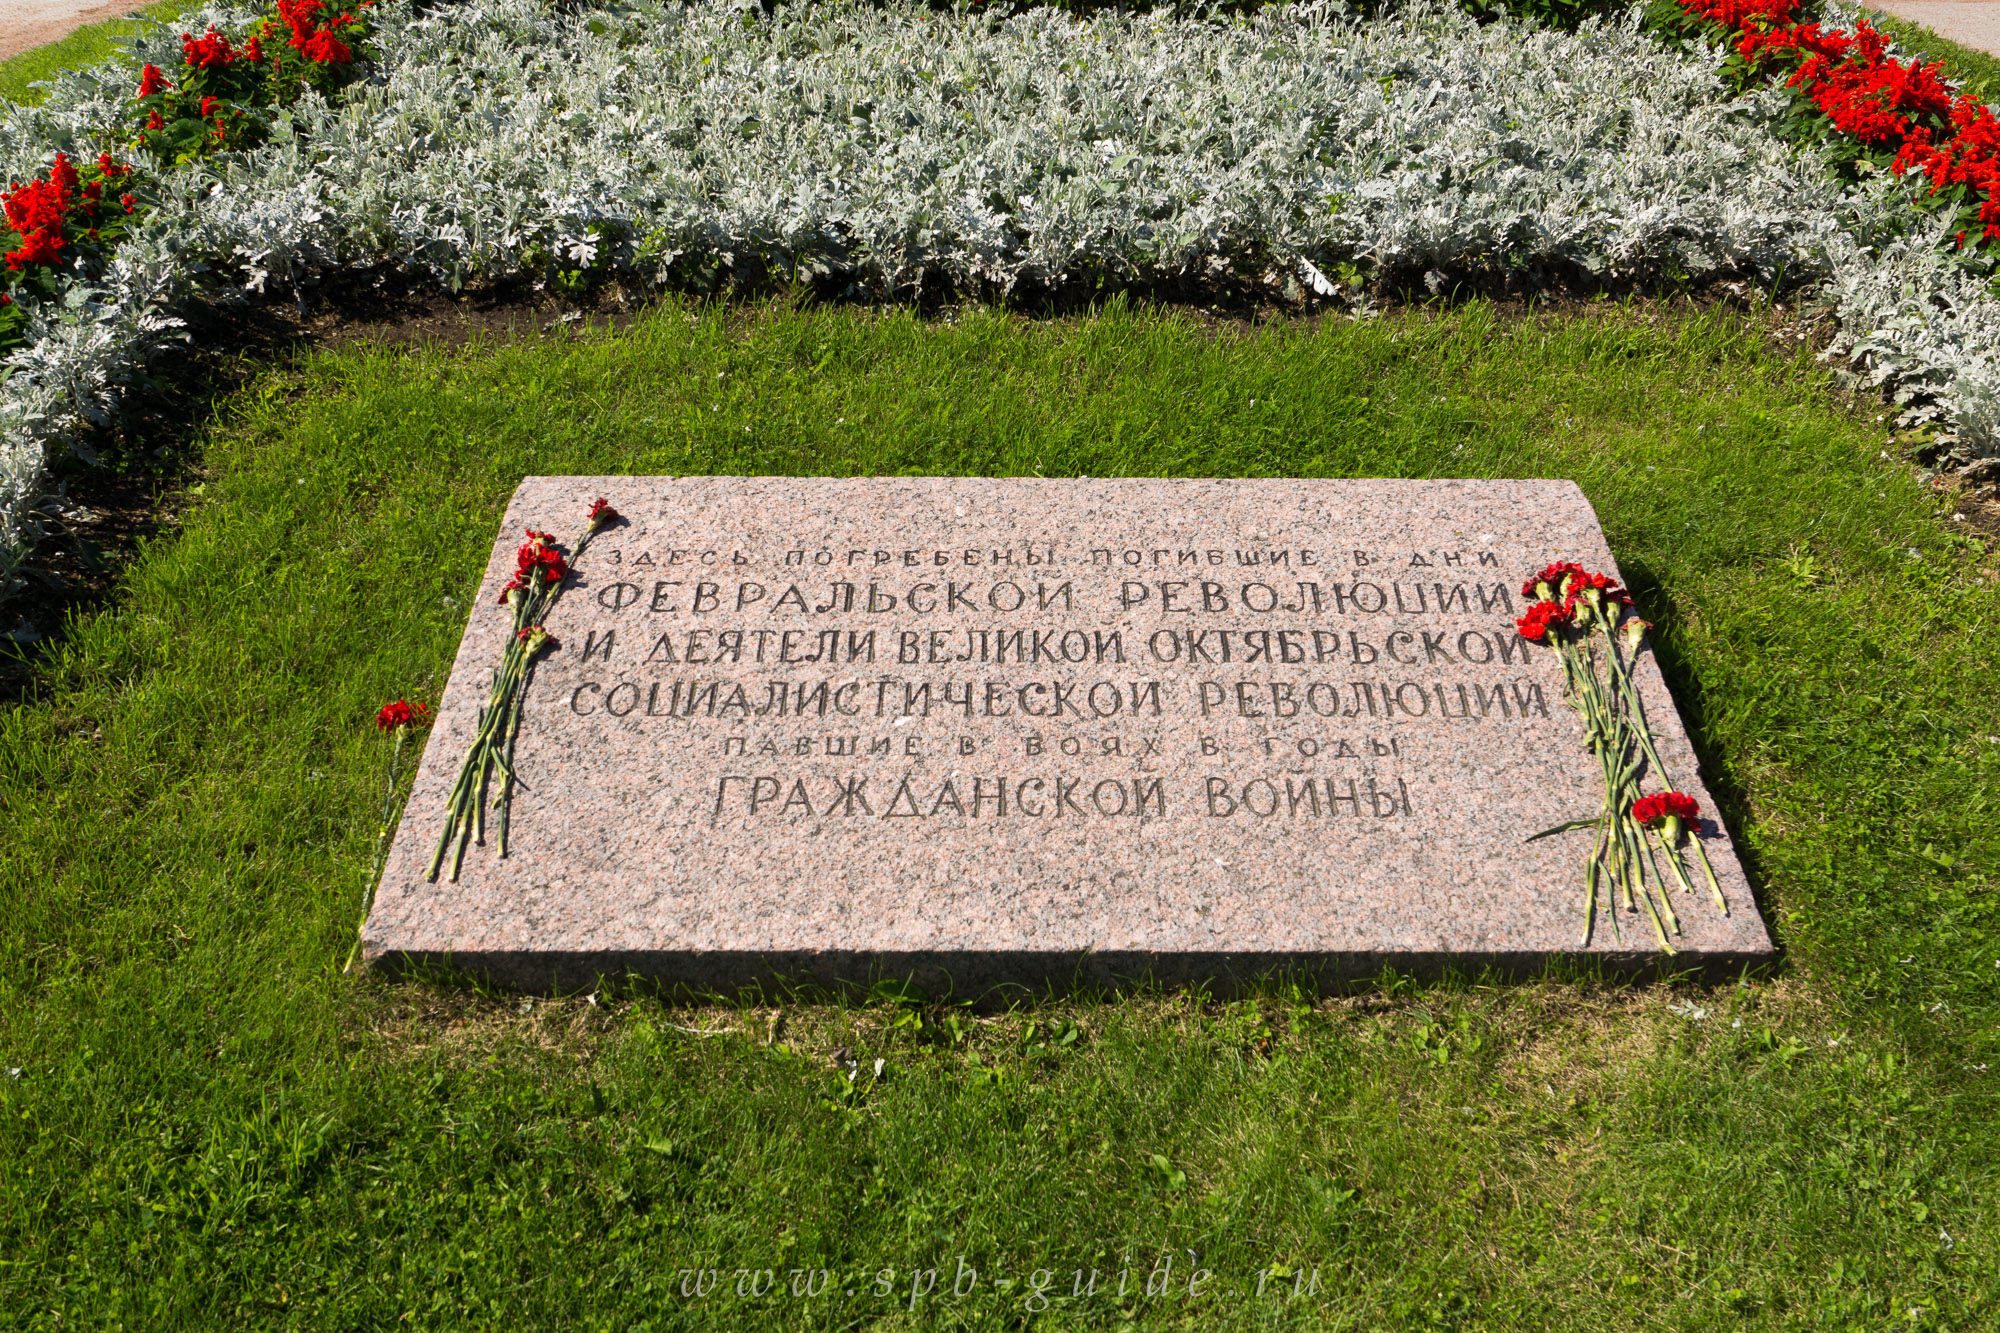 ЗДЕСЬ ПОГРЕБЕНЫ ПОГИБШИЕ В ДНИ
ФЕВРАЛЬСКОЙ РЕВОЛЮЦИИ
И ДЕЯТЕЛИ ВЕЛИКОЙ ОКТЯБРЬСКОЙ
СОЦИАЛИСТИЧЕСКОЙ РЕВОЛЮЦИИ
ПАВШИЕ В БОЯХ В ГОДЫ
ГРАЖДАНСКОЙ ВОЙНЫ
www.spb-guide.ru